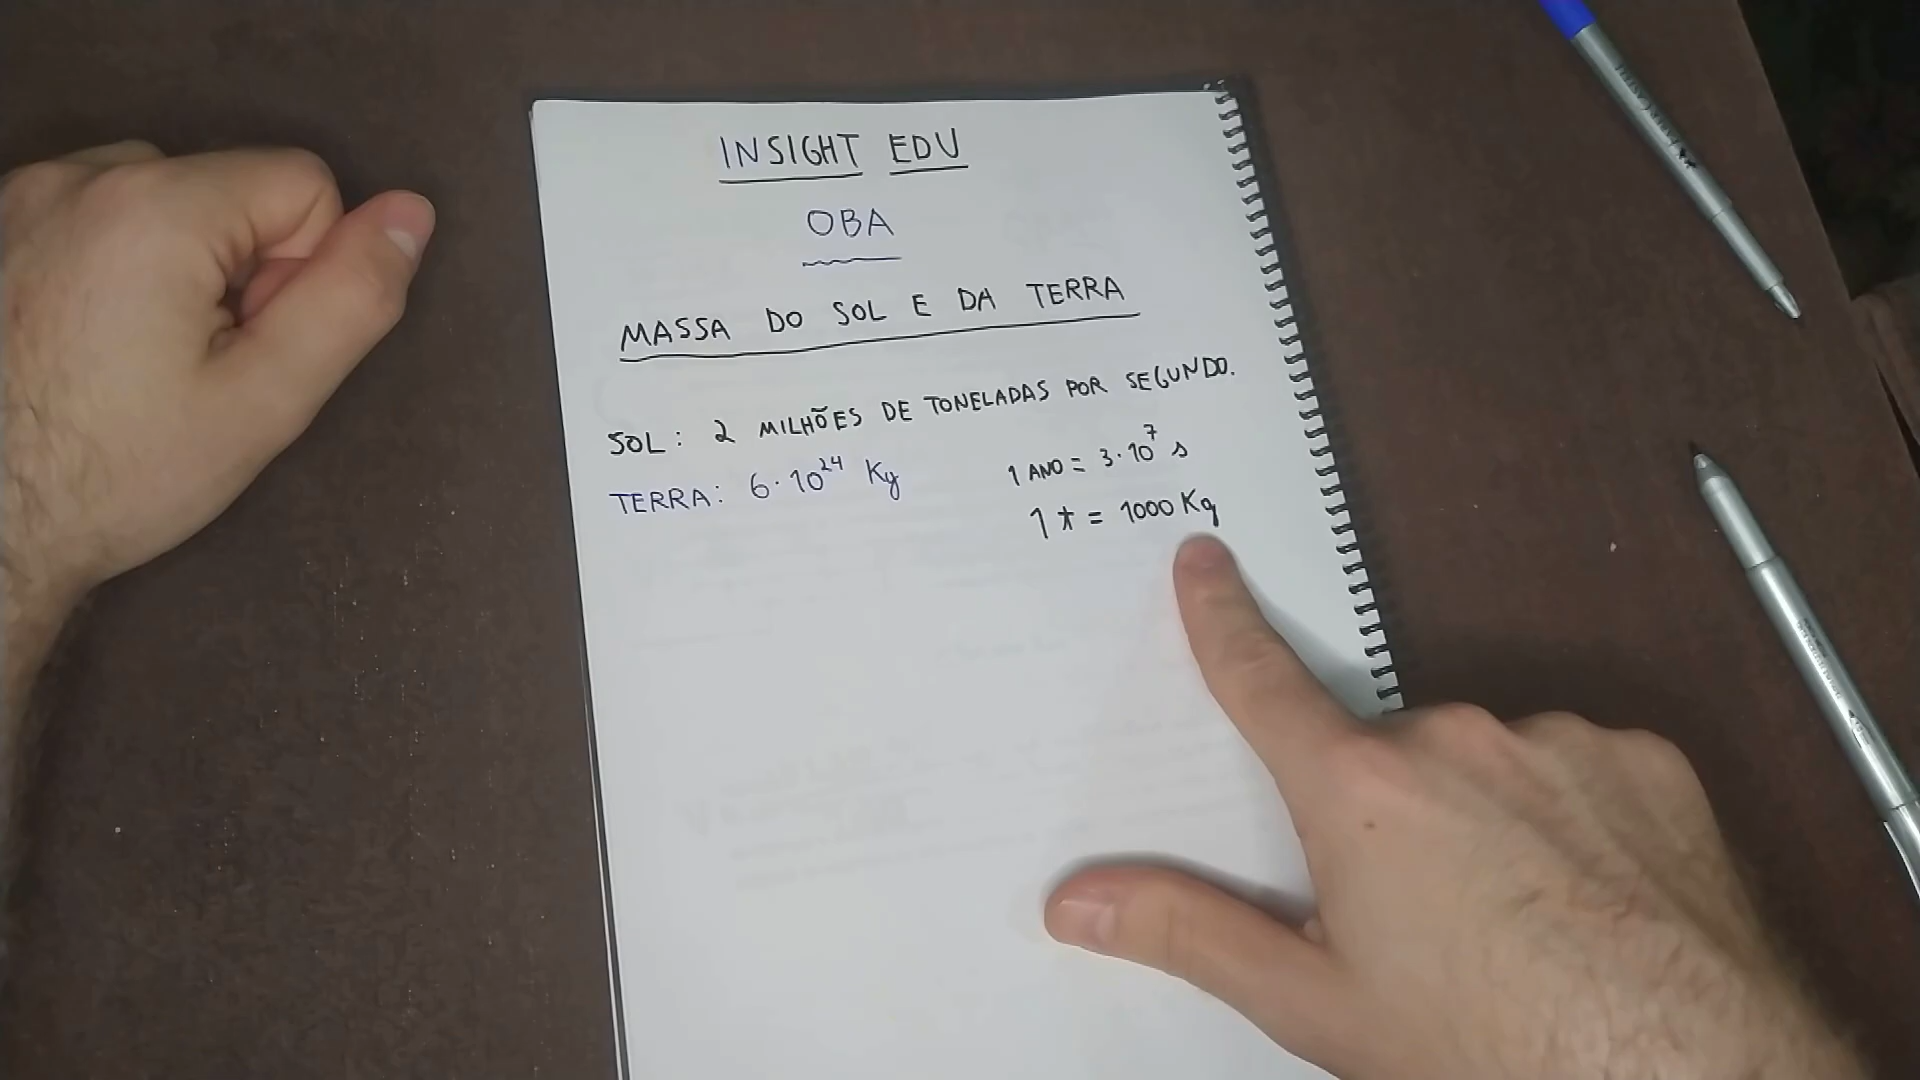 INSIGHT EDU
OBA
MASSA DO SOL E DA TERRA
SOL: 2 MILHÕES DE TONELADAS POR SEGUNDO.
TERRA: 6·10²⁴ Kg
1 ANO = 3·10⁷ s
1 t = 1000 Kg